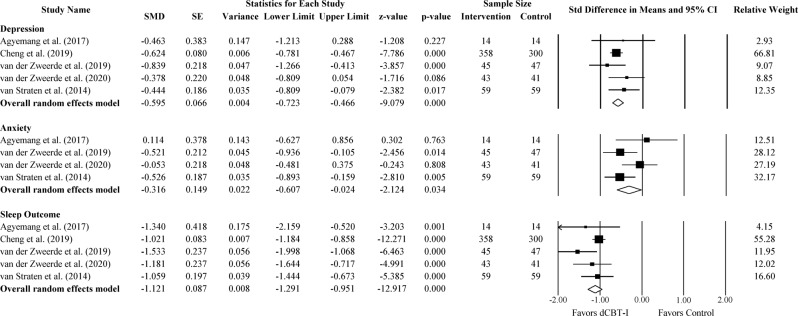 Statistics for Each Study Sample Size
Study Name SMD SE Variance Lower Limit Upper Limit z-value p-value Intervention Control Std Difference in Means and 95% CI Relative Weight
Depression
Agyemang et al. (2017) -0.463 0.383 0.147 -1.213 0.288 -1.208 0.227 14 14 2.93
Cheng et al. (2019) -0.624 0.080 0.006 -0.781 -0.467 -7.786 0.000 358 300 66.81
van der Zweerde et al. (2019) -0.839 0.218 0.047 -1.266 -0.413 -3.857 0.000 45 47 9.07
van der Zweerde et al. (2020) -0.378 0.220 0.048 -0.809 0.054 -1.716 0.086 43 41 8.85
van Straten et al. (2014) -0.444 0.186 0.035 -0.809 -0.079 -2.382 0.017 59 59 12.35
Overall random effects model -0.595 0.066 0.004 -0.723 -0.466 -9.079 0.000
Anxiety
Agyemang et al. (2017) 0.114 0.378 0.143 -0.627 0.856 0.302 0.763 14 14 12.51
van der Zweerde et al. (2019) -0.521 0.212 0.045 -0.936 -0.105 -2.456 0.014 45 47 28.12
van der Zweerde et al. (2020) -0.053 0.218 0.048 -0.481 0.375 -0.243 0.808 43 41 27.19
van Straten et al. (2014) -0.526 0.187 0.035 -0.893 -0.159 -2.810 0.005 59 59 32.17
Overall random effects model -0.316 0.149 0.022 -0.607 -0.024 -2.124 0.034
Sleep Outcome
Agyemang et al. (2017) -1.340 0.418 0.175 -2.159 -0.520 -3.203 0.001 14 14 4.15
Cheng et al. (2019) -1.021 0.083 0.007 -1.184 -0.858 -12.271 0.000 358 300 55.28
van der Zweerde et al. (2019) -1.533 0.237 0.056 -1.998 -1.068 -6.463 0.000 45 47 11.95
van der Zweerde et al. (2020) -1.181 0.237 0.056 -1.644 -0.717 -4.991 0.000 43 41 12.02
van Straten et al. (2014) -1.059 0.197 0.039 -1.444 -0.673 -5.385 0.000 59 59 16.60
Overall random effects model -1.121 0.087 0.008 -1.291 -0.951 -12.917 0.000
-2.00 -1.00 0.00 1.00 2.00
Favors dCBT-I Favors Control